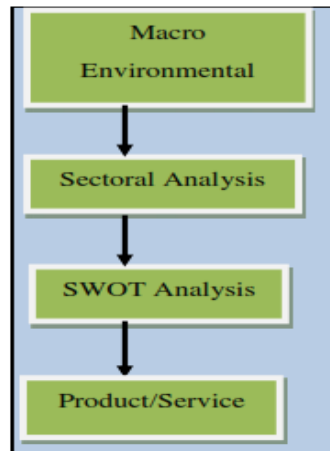 Macro
Environmental
Sectoral Analysis
SWOT Analysis
Product/Service